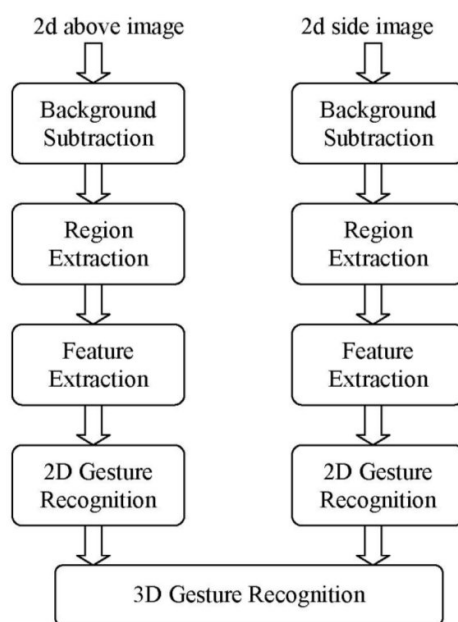 2d above image
2d side image
Background
Subtraction
Background
Subtraction
Region
Extraction
Region
Extraction
Feature
Extraction
Feature
Extraction
2D Gesture
Recognition
2D Gesture
Recognition
3D Gesture Recognition